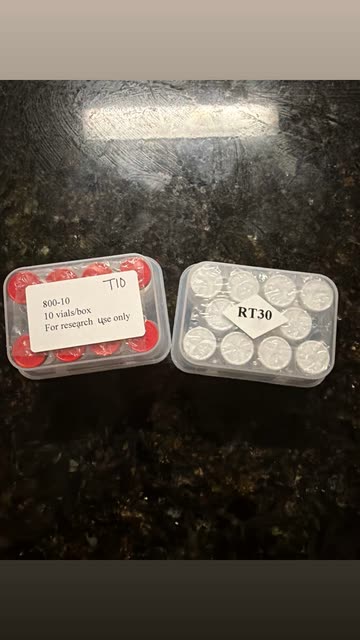 T10
800-10
10 vials/box
For research use only
RT30